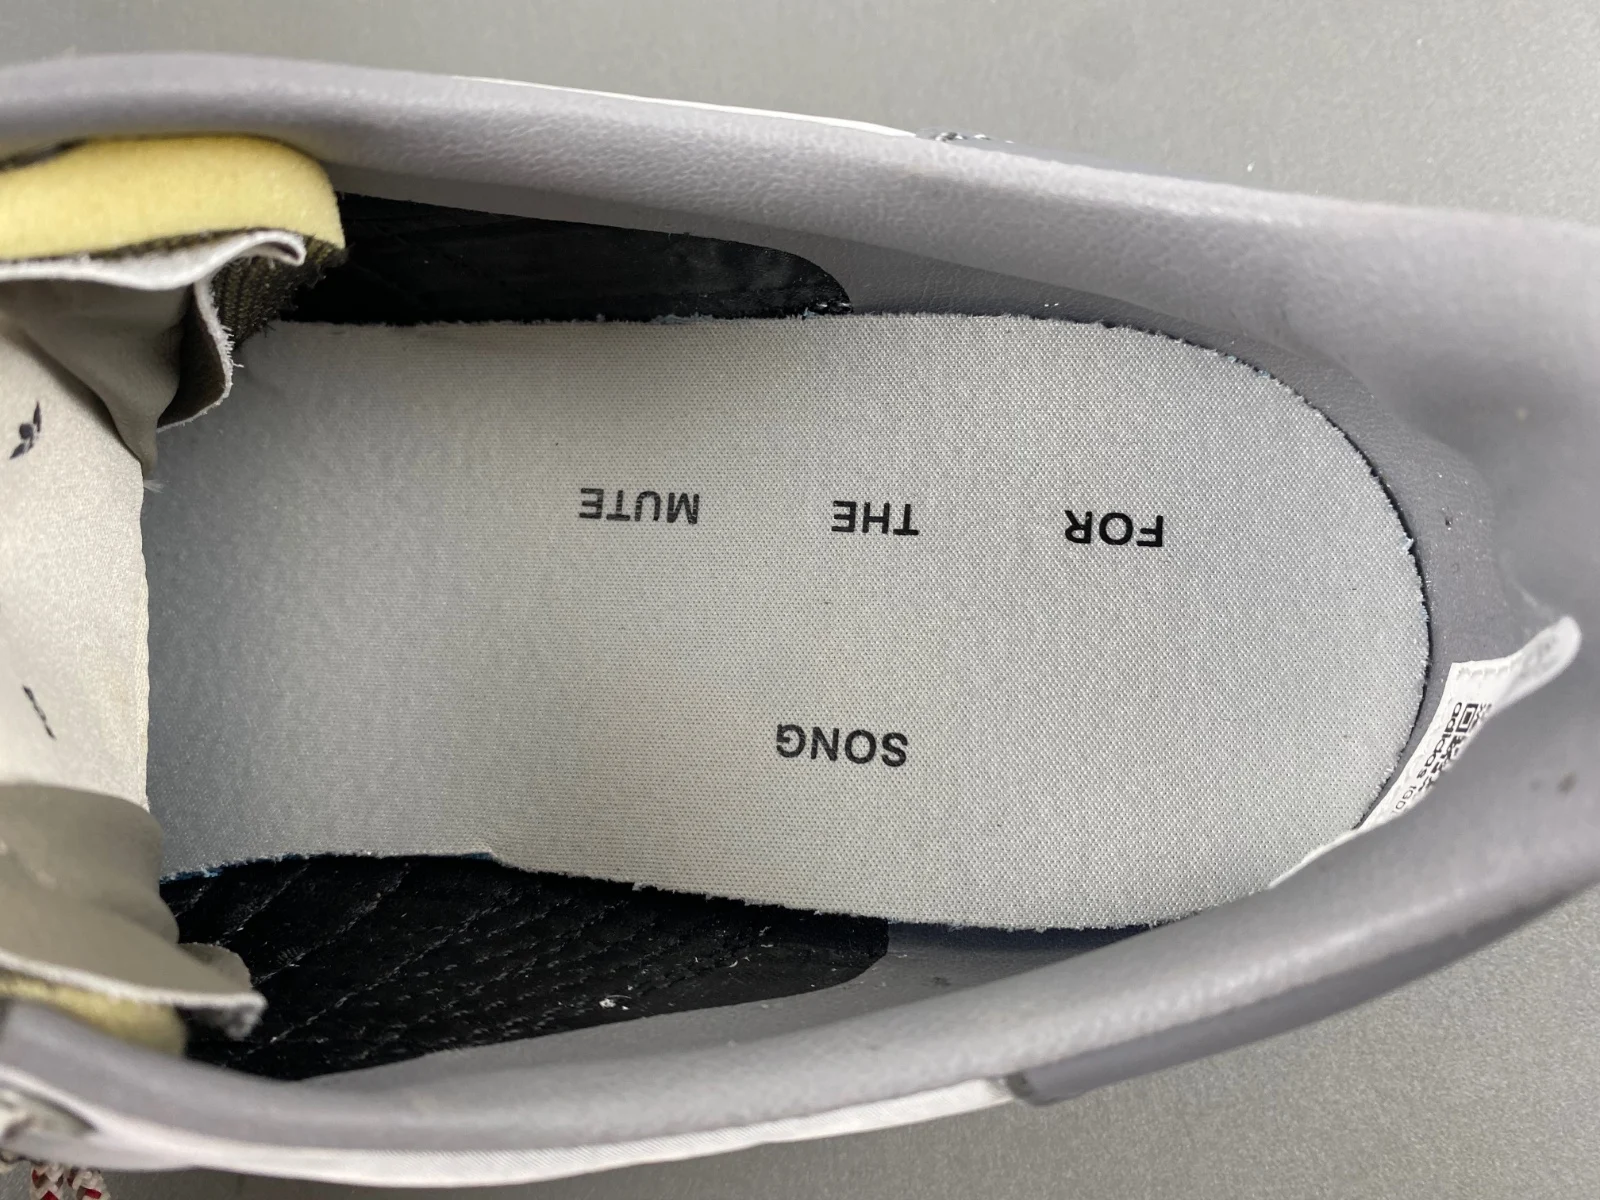 SONG
FOR THE MUTE